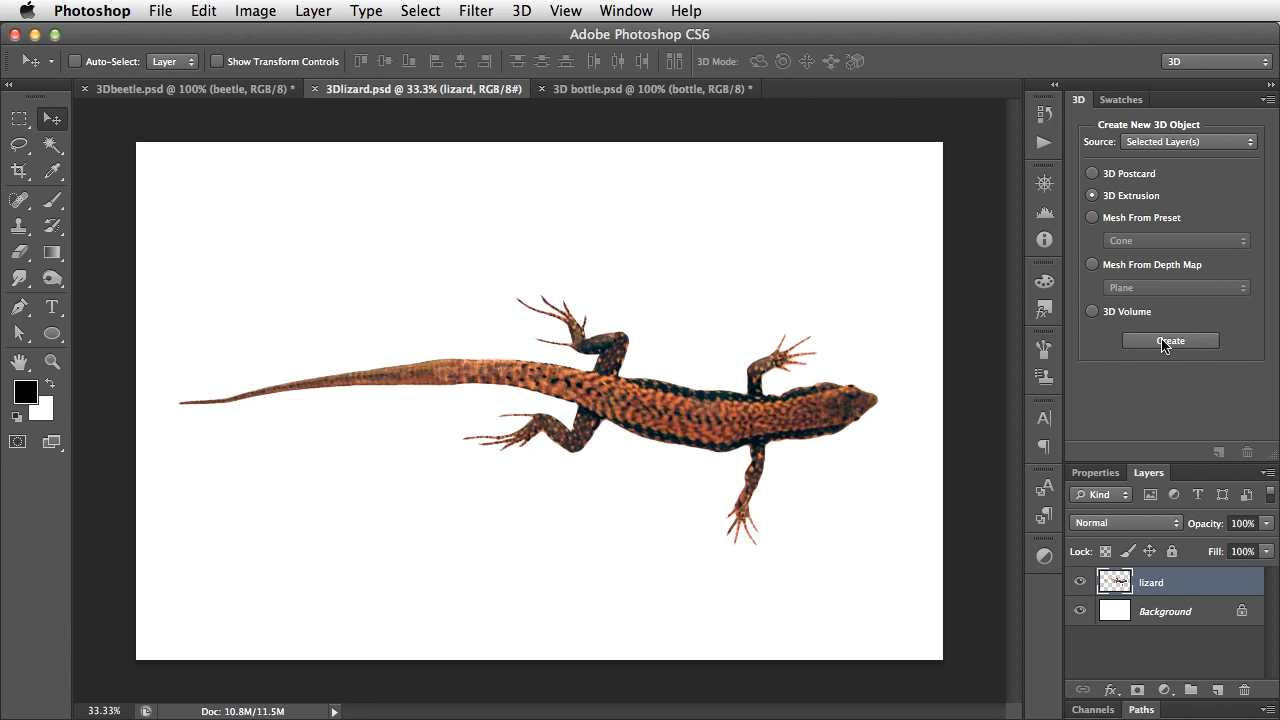 Photoshop File Edit Image Layer Type Select Filter 3D View Window Help
Adobe Photoshop CS6
Auto-Select: Layer Show Transform Controls 3D Mode: 3D
3Dbeetle.psd @ 100% (beetle, RGB/8) * 3Dlizard.psd @ 33.3% (lizard, RGB/8#) 3D bottle.psd @ 100% (bottle, RGB/8) *
3D Swatches
Create New 3D Object
Source: Selected Layer(s)
3D Postcard
3D Extrusion
Mesh From Preset
Cone
Mesh From Depth Map
Plane
3D Volume
Create
Properties Layers
Kind
Normal Opacity: 100%
Lock: Fill: 100%
lizard
Background
33.33% Doc: 10.8M/11.5M
Channels Paths